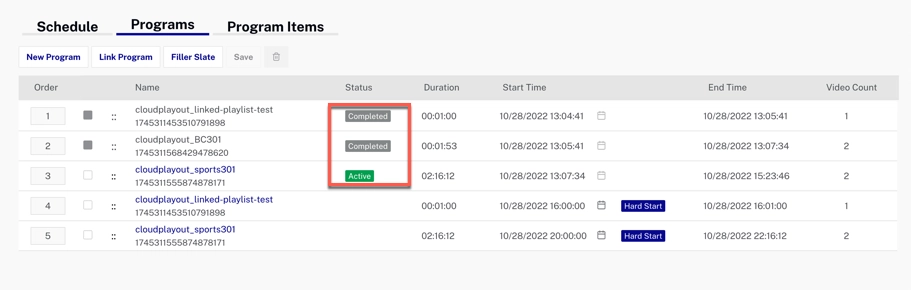 Schedule Programs Program Items
New Program Link Program Filler Slate Save
Order Name Status Duration Start Time End Time Video Count
1 cloudplayout_linked-playlist-test Completed 00:01:00 10/28/2022 13:04:41 10/28/2022 13:05:41 1
1745311453510791898
2 cloudplayout_BC301 Completed 00:01:53 10/28/2022 13:05:41 10/28/2022 13:07:34 2
1745311568429478620
3 cloudplayout_sports301 Active 02:16:12 10/28/2022 13:07:34 10/28/2022 15:23:46 2
1745311555874878171
4 cloudplayout_linked-playlist-test 00:01:00 10/28/2022 16:00:00 Hard Start 10/28/2022 16:01:00 1
1745311453510791898
5 cloudplayout_sports301 02:16:12 10/28/2022 20:00:00 Hard Start 10/28/2022 22:16:12 2
1745311555874878171